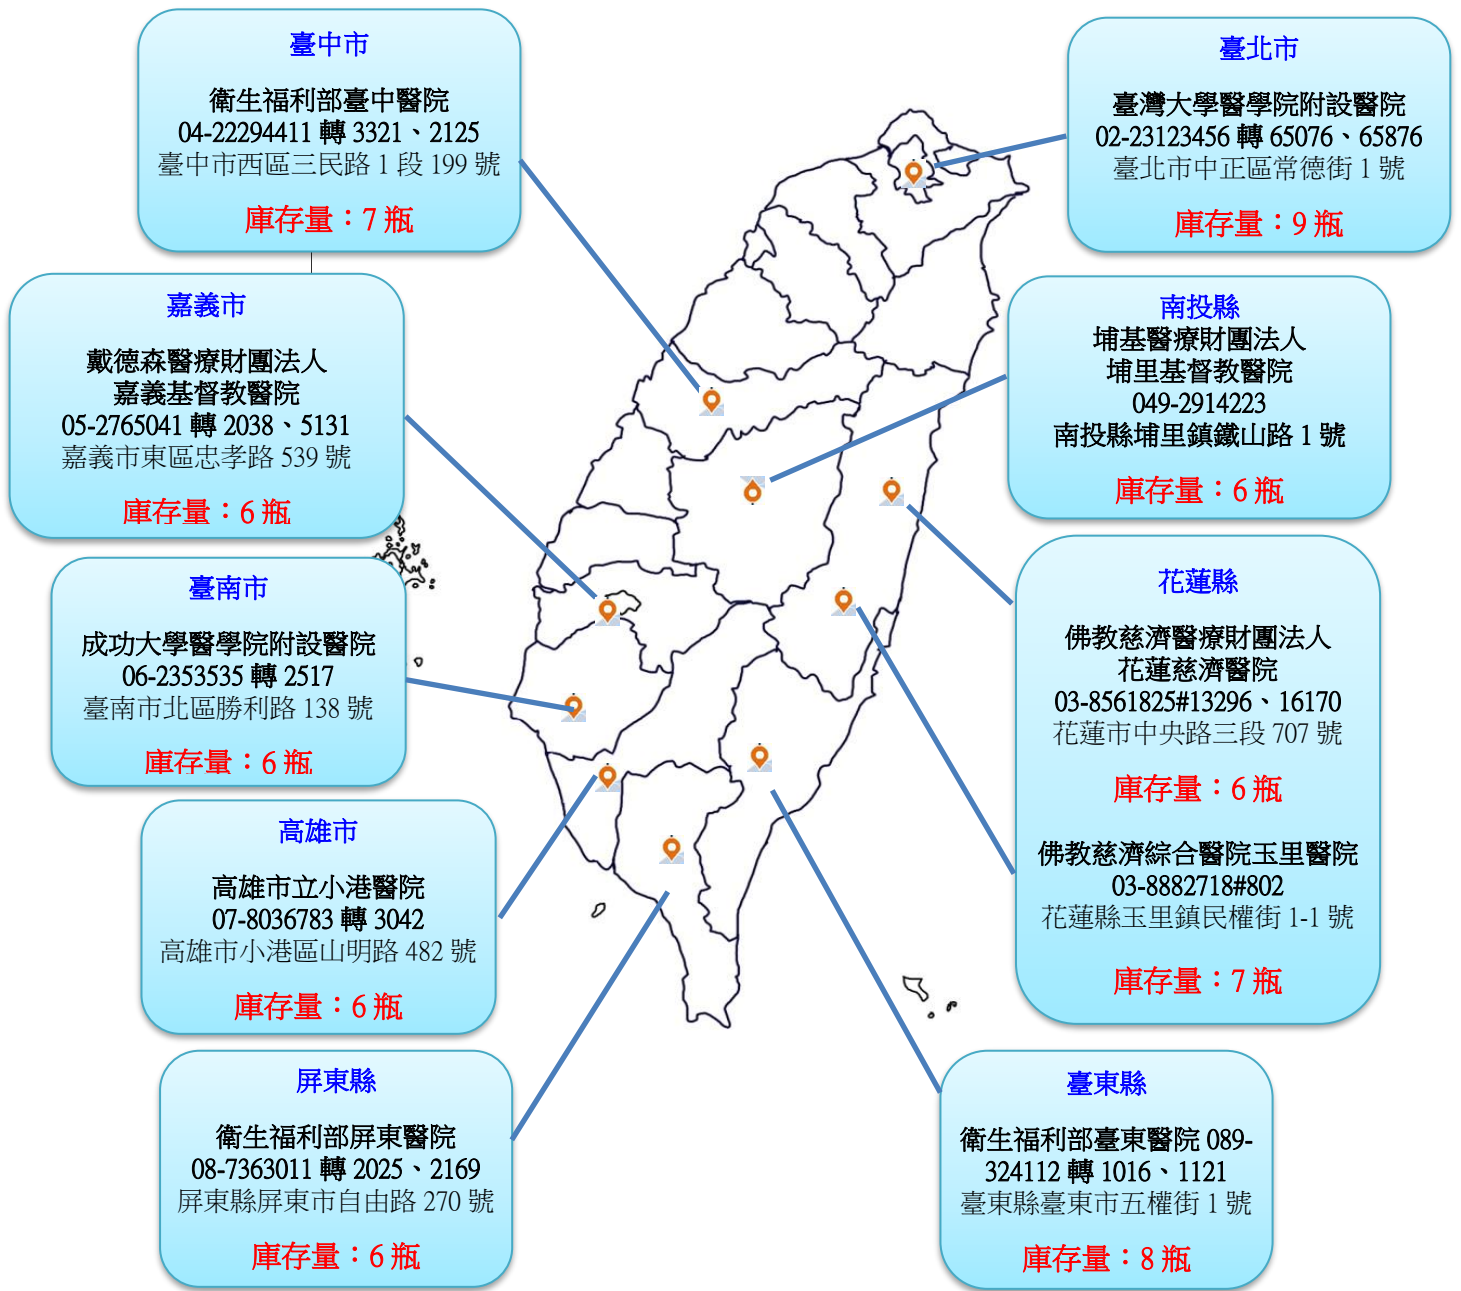 臺中市
衛生福利部臺中醫院
04-22294411 轉 3321、2125
臺中市西區三民路 1 段 199 號
庫存量：7 瓶
嘉義市
戴德森醫療財團法人
嘉義基督教醫院
05-2765041 轉 2038、5131
嘉義市東區忠孝路 539 號
庫存量：6 瓶
臺南市
成功大學醫學院附設醫院
06-2353535 轉 2517
臺南市北區勝利路 138 號
庫存量：6 瓶
高雄市
高雄市立小港醫院
07-8036783 轉 3042
高雄市小港區山明路 482 號
庫存量：6 瓶
屏東縣
衛生福利部屏東醫院
08-7363011 轉 2025、2169
屏東縣屏東市自由路 270 號
庫存量：6 瓶
臺北市
臺灣大學醫學院附設醫院
02-23123456 轉 65076、65876
臺北市中正區常德街 1 號
庫存量：9 瓶
南投縣
埔基醫療財團法人
埔里基督教醫院
049-2914223
南投縣埔里鎮鐵山路 1 號
庫存量：6 瓶
花蓮縣
佛教慈濟醫療財團法人
花蓮慈濟醫院
03-8561825#13296、16170
花蓮市中央路三段 707 號
庫存量：6 瓶
佛教慈濟綜合醫院玉里醫院
03-8882718#802
花蓮縣玉里鎮民權街 1-1 號
庫存量：7 瓶
臺東縣
衛生福利部臺東醫院 089-
324112 轉 1016、1121
臺東縣臺東市五權街 1 號
庫存量：8 瓶